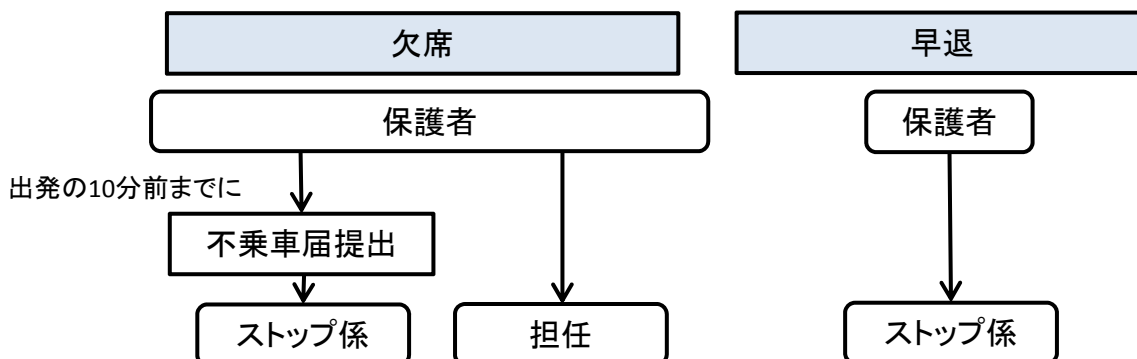 欠席
早退
保護者
保護者
出発の10分前までに
不乗車届提出
ストップ係
担任
ストップ係